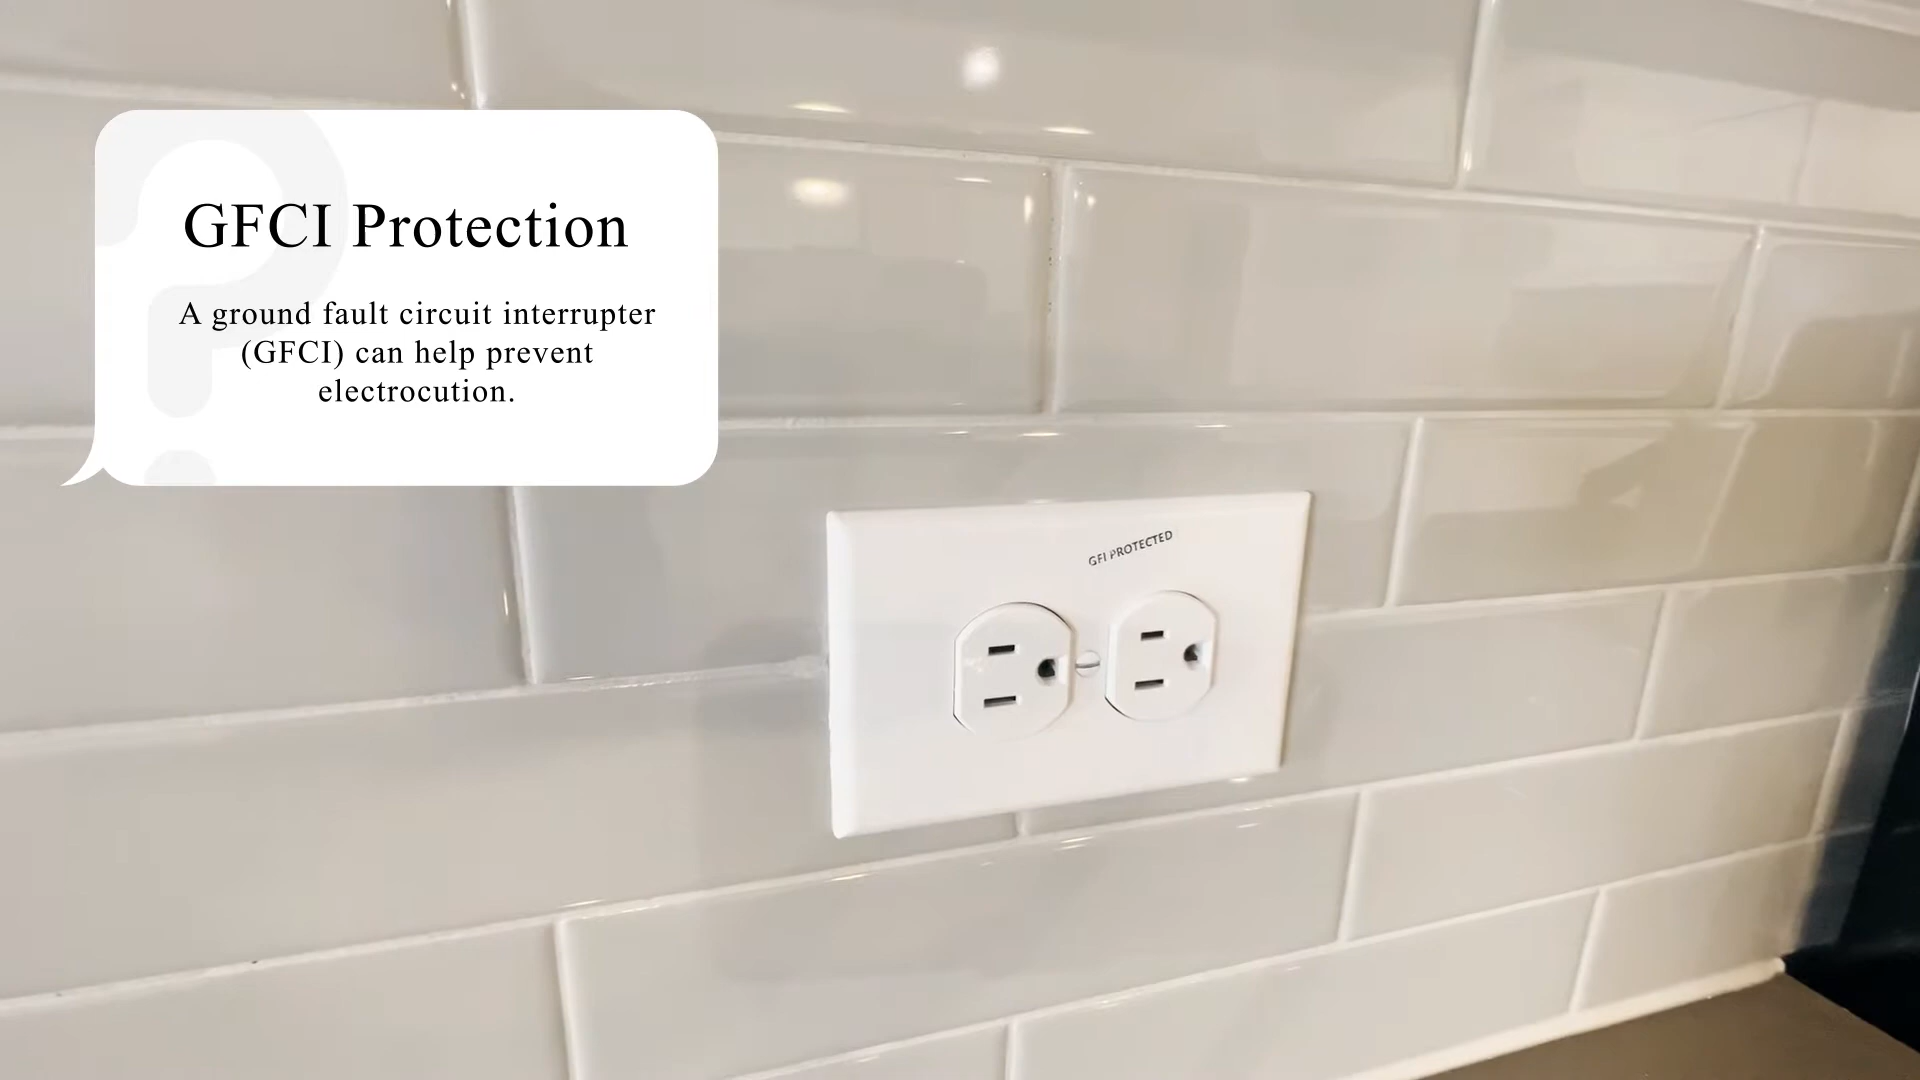 GFCI Protection
A ground fault circuit interrupter
(GFCI) can help prevent
electrocution.
GFI PROTECTED